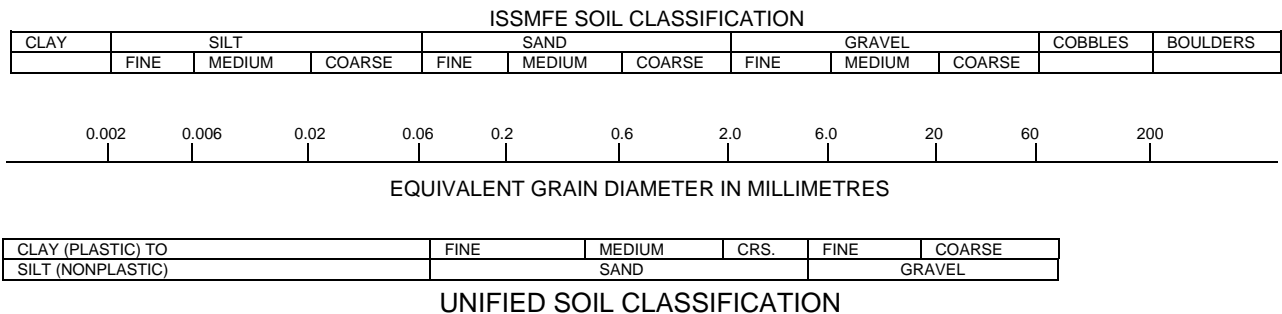 ISSMFE SOIL CLASSIFICATION
CLAY SILT SAND GRAVEL COBBLES BOULDERS
FINE MEDIUM COARSE FINE MEDIUM COARSE FINE MEDIUM COARSE
0.002 0.006 0.02 0.06 0.2 0.6 2.0 6.0 20 60 200
EQUIVALENT GRAIN DIAMETER IN MILLIMETRES
CLAY (PLASTIC) TO FINE MEDIUM CRS. FINE COARSE
SILT (NONPLASTIC) SAND GRAVEL
UNIFIED SOIL CLASSIFICATION